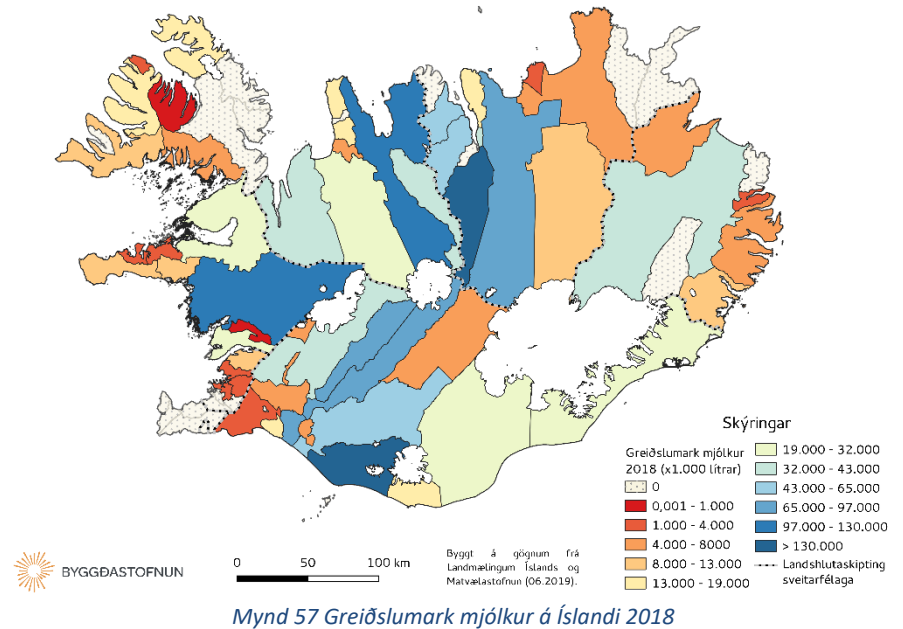 Skýringar
Greiðslumark mjólkur
2018 (x1.000 lítrar)
0
0,001 - 1.000
1.000 - 4.000
4.000 - 8000
8.000 - 13.000
13.000 - 19.000
19.000 - 32.000
32.000 - 43.000
43.000 - 65.000
65.000 - 97.000
97.000 - 130.000
> 130.000
Landshlutaskipting
sveitarfélaga
BYGGÐASTOFNUN
0 50 100 km
Byggt á gögnum frá
Landmælingum Íslands og
Matvælastofnun (06.2019).
Mynd 57 Greiðslumark mjólkur á Íslandi 2018